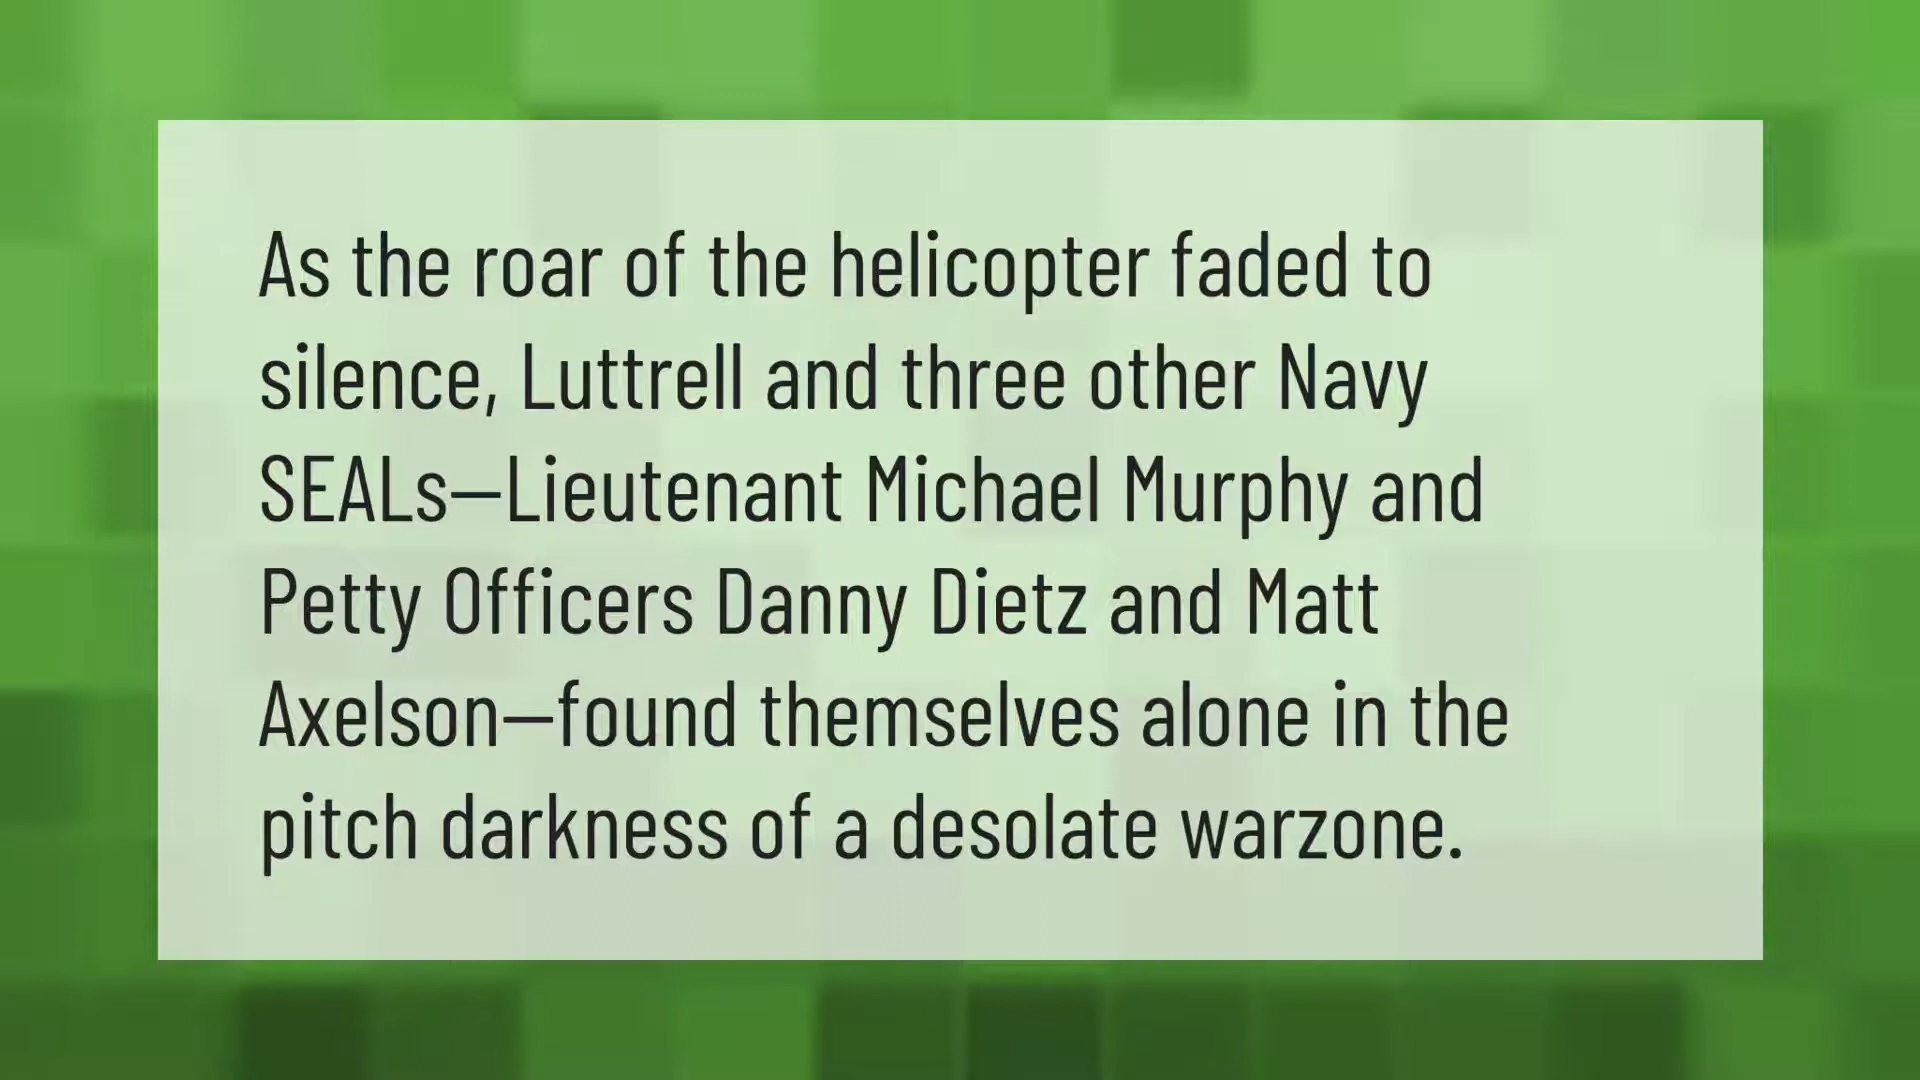 As the roar of the helicopter faded to
silence, Luttrell and three other Navy
SEALs—Lieutenant Michael Murphy and
Petty Officers Danny Dietz and Matt
Axelson—found themselves alone in the
pitch darkness of a desolate warzone.